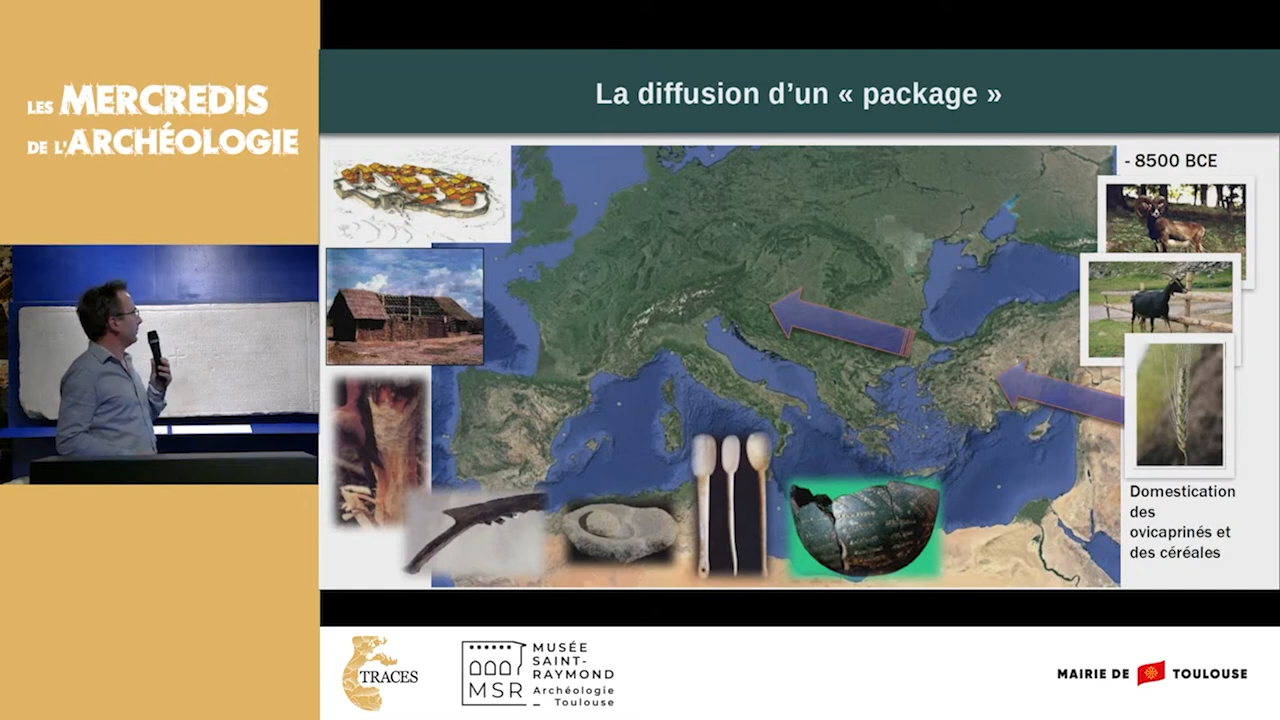 LES MERCREDIS
DE L'ARCHÉOLOGIE
La diffusion d'un « package »
- 8500 BCE
Domestication
des
ovicaprinés et
des céréales
TRACES
MSR
MUSÉE
SAINT-
RAYMOND
Archéologie
Toulouse
MAIRIE DE TOULOUSE